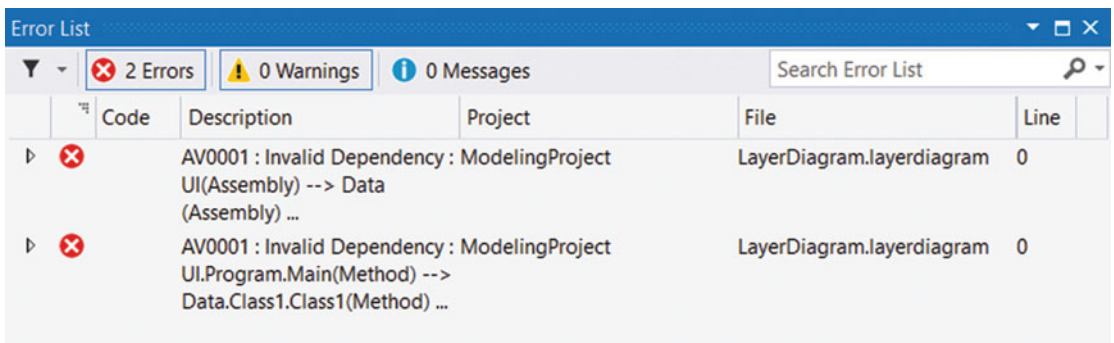 Error List
2 Errors 0 Warnings 0 Messages Search Error List
Code Description Project File Line
AV0001 : Invalid Dependency : ModelingProject LayerDiagram.layerdiagram 0
UI(Assembly) --> Data
(Assembly) ...
AV0001 : Invalid Dependency : ModelingProject LayerDiagram.layerdiagram 0
UI.Program.Main(Method) -->
Data.Class1.Class1(Method) ...